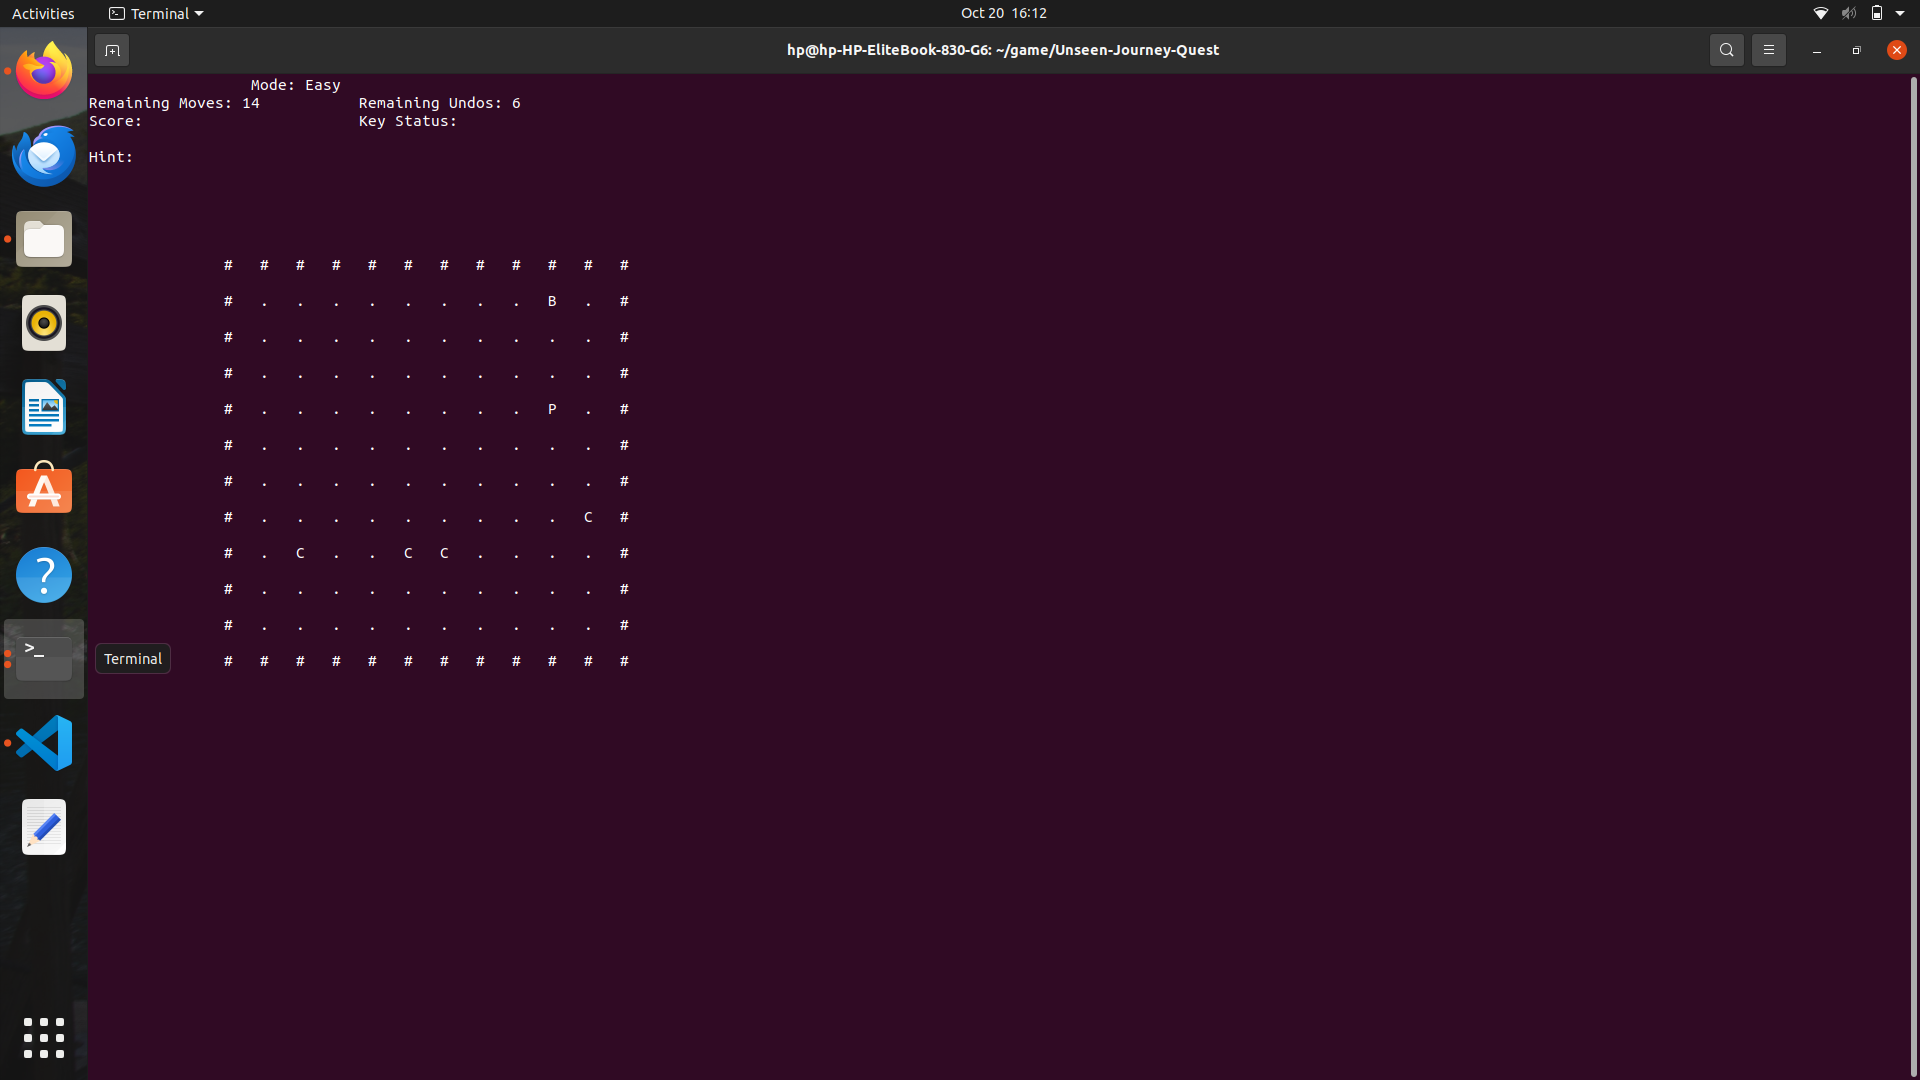 Activities Terminal Oct 20 16:12
hp@hp-HP-EliteBook-830-G6: ~/game/Unseen-Journey-Quest
Mode: Easy
Remaining Moves: 14 Remaining Undos: 6
Score: Key Status:
Hint:
# # # # # # # # # # # #
# . . . . . . . . B . #
# . . . . . . . . . . #
# . . . . . . . . . . #
# . . . . . . . . P . #
# . . . . . . . . . . #
# . . . . . . . . . . #
# . . . . . . . . . C #
# . C . . C C . . . . #
# . . . . . . . . . . #
# . . . . . . . . . . #
# # # # # # # # # # # #
Terminal